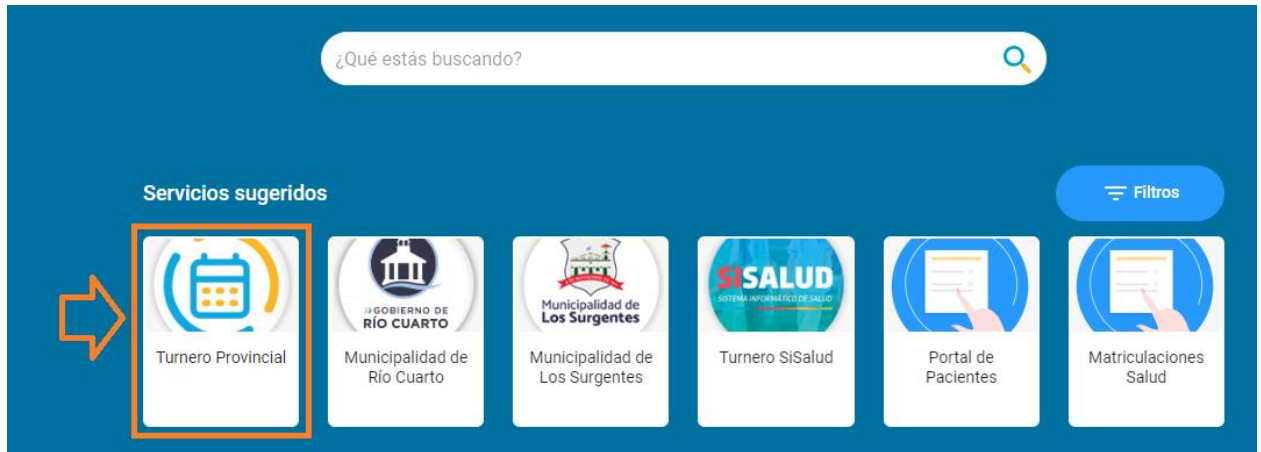 ¿Qué estás buscando?
Servicios sugeridos
Filtros
»GOBIERNO DE
RÍO CUARTO
Municipalidad de
Los Surgentes
SISALUD
SISTEMA INFORMÁTICO DE SALUD
Turnero Provincial
Municipalidad de
Río Cuarto
Municipalidad de
Los Surgentes
Turnero SiSalud
Portal de
Pacientes
Matriculaciones
Salud